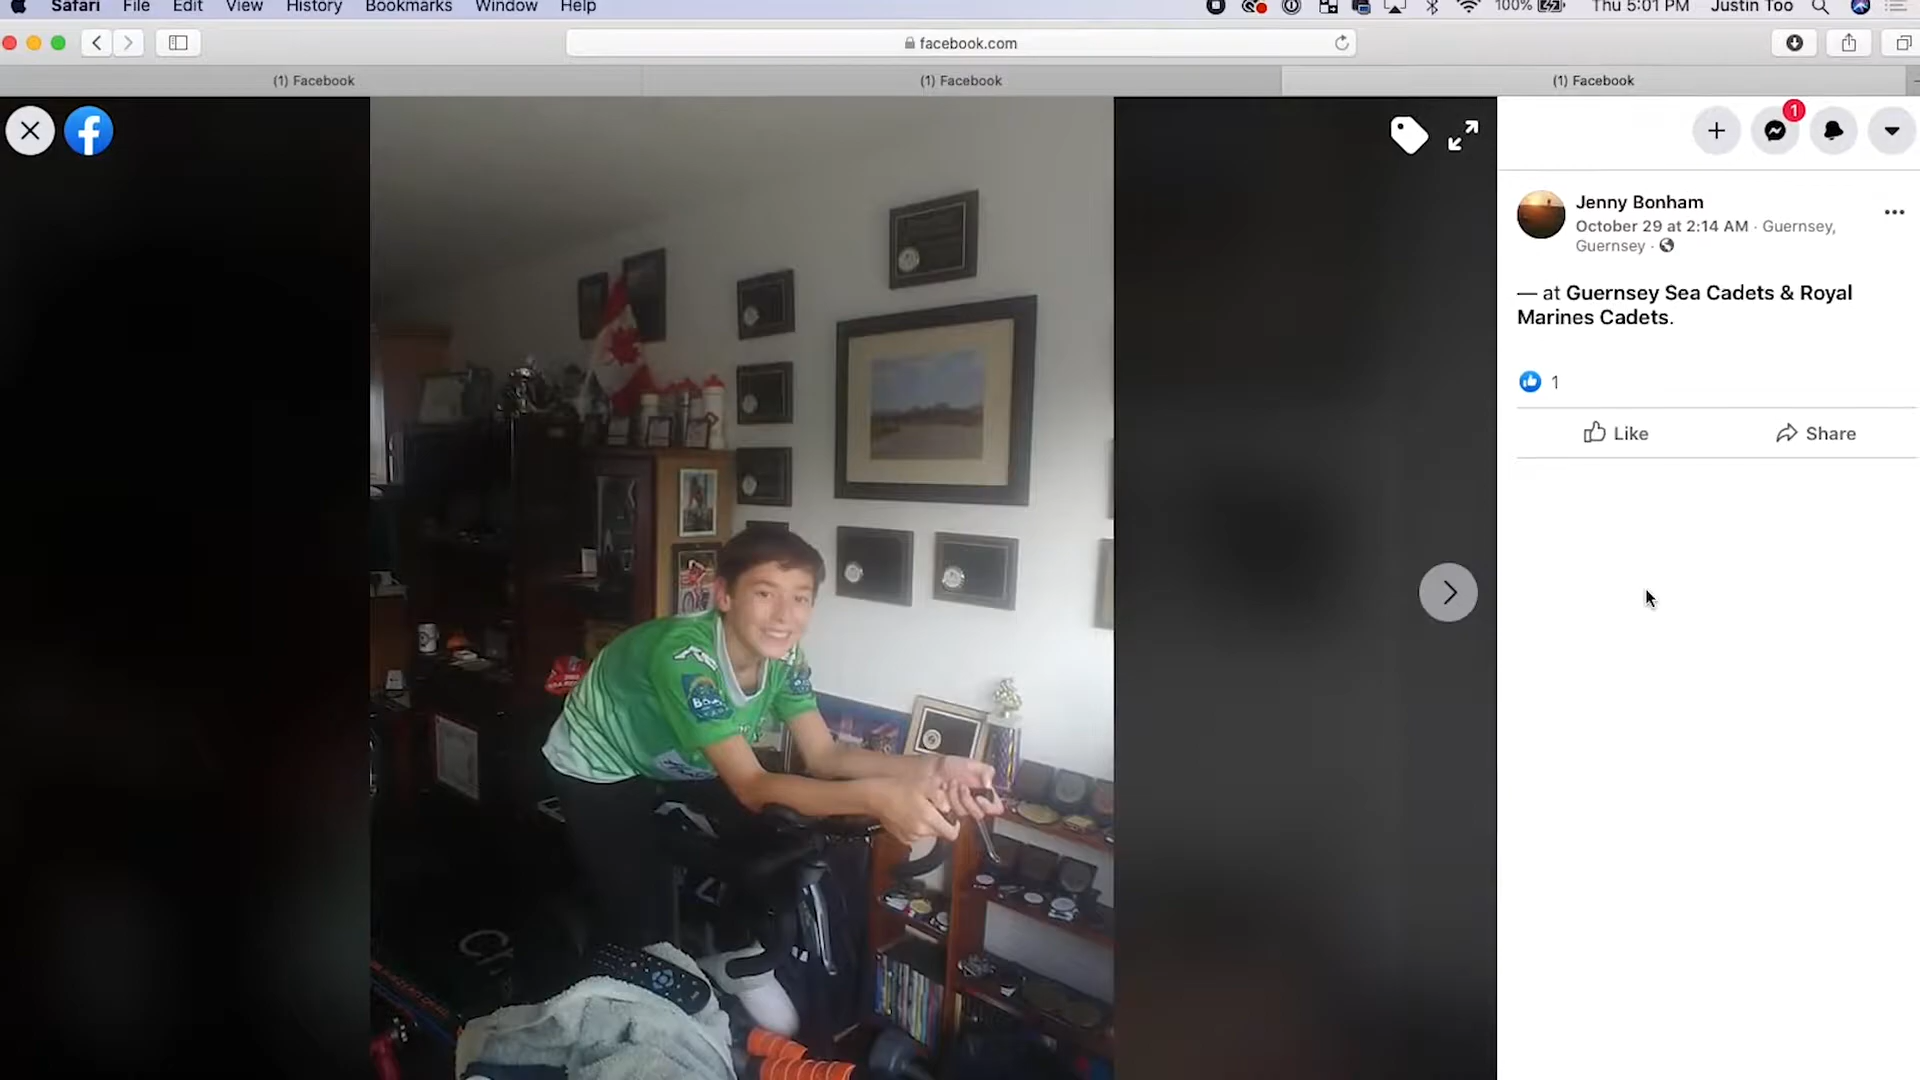 Safari File Edit View History Bookmarks Window Help 100% Thu 5:01 PM Justin Too
facebook.com
(1) Facebook (1) Facebook (1) Facebook
1
Jenny Bonham
October 29 at 2:14 AM · Guernsey,
Guernsey ·
— at Guernsey Sea Cadets & Royal
Marines Cadets.
1
Like Share